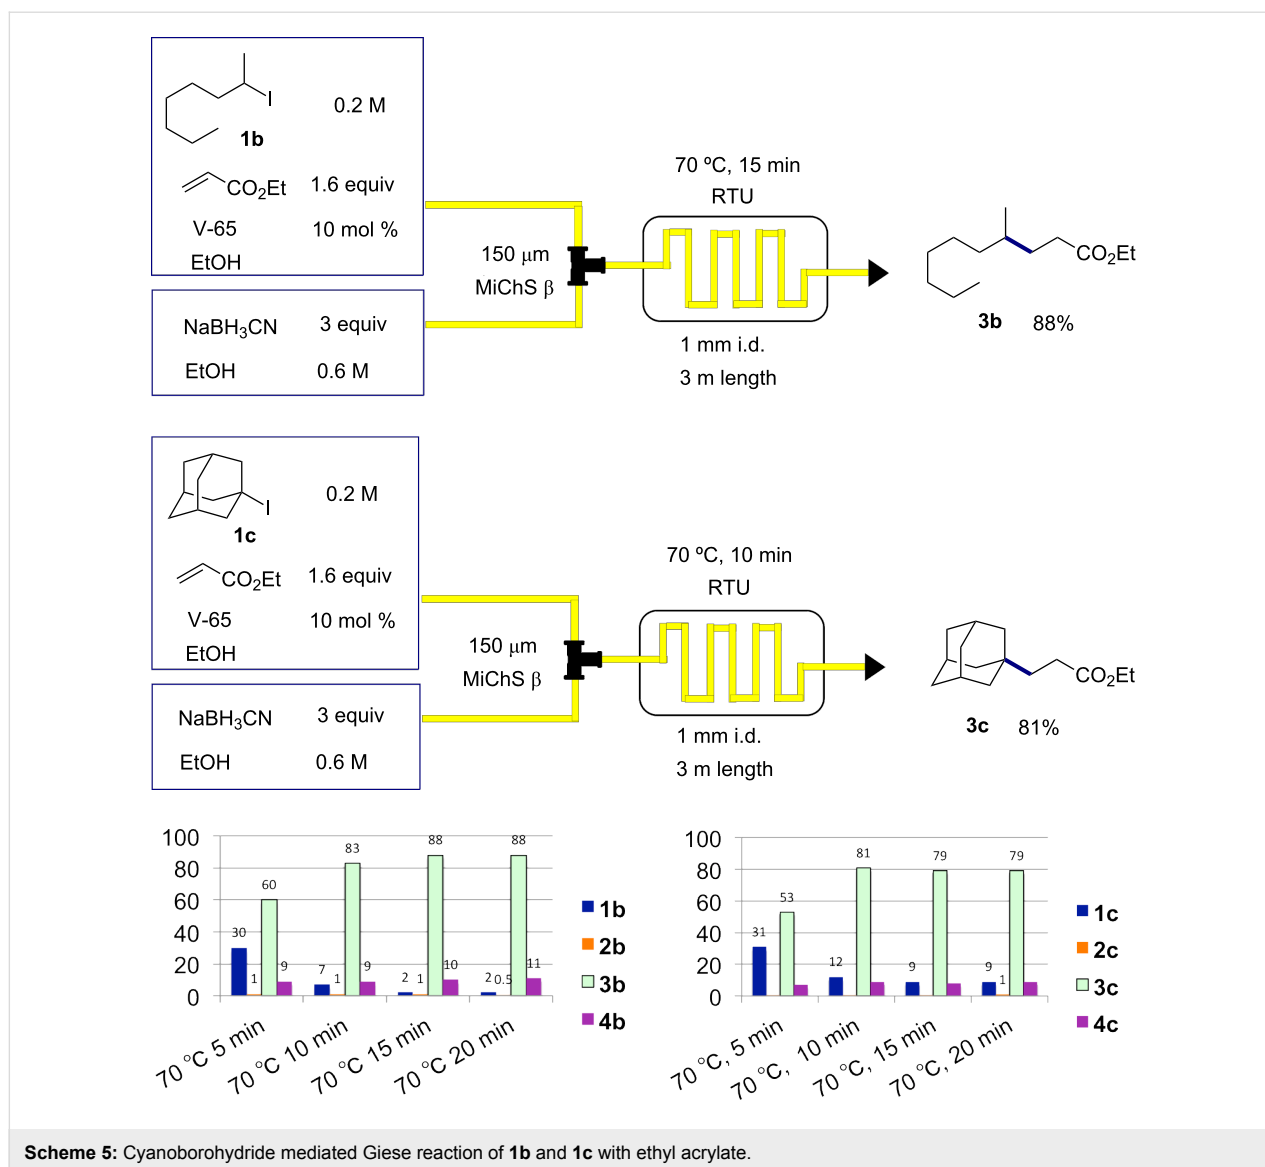 I
0.2 M
1b
CO2Et 1.6 equiv
V-65 10 mol %
EtOH
NaBH3CN 3 equiv
EtOH 0.6 M
150 μm
MiChS β
70 ºC, 15 min
RTU
1 mm i.d.
3 m length
CO2Et
3b 88%
I
0.2 M
1c
CO2Et 1.6 equiv
V-65 10 mol %
EtOH
NaBH3CN 3 equiv
EtOH 0.6 M
150 μm
MiChS β
70 ºC, 10 min
RTU
1 mm i.d.
3 m length
CO2Et
3c 81%
100
80
60
40
20
0
30 1 60 9
7 1 83 9
2 1 88 10
2 0.5 88 11
70 °C 5 min
70 °C 10 min
70 °C 15 min
70 °C 20 min
1b
2b
3b
4b
100
80
60
40
20
0
31 53
12 81
9 79
9 1 79
70 °C, 5 min
70 °C, 10 min
70 °C, 15 min
70 °C, 20 min
1c
2c
3c
4c
Scheme 5: Cyanoborohydride mediated Giese reaction of 1b and 1c with ethyl acrylate.